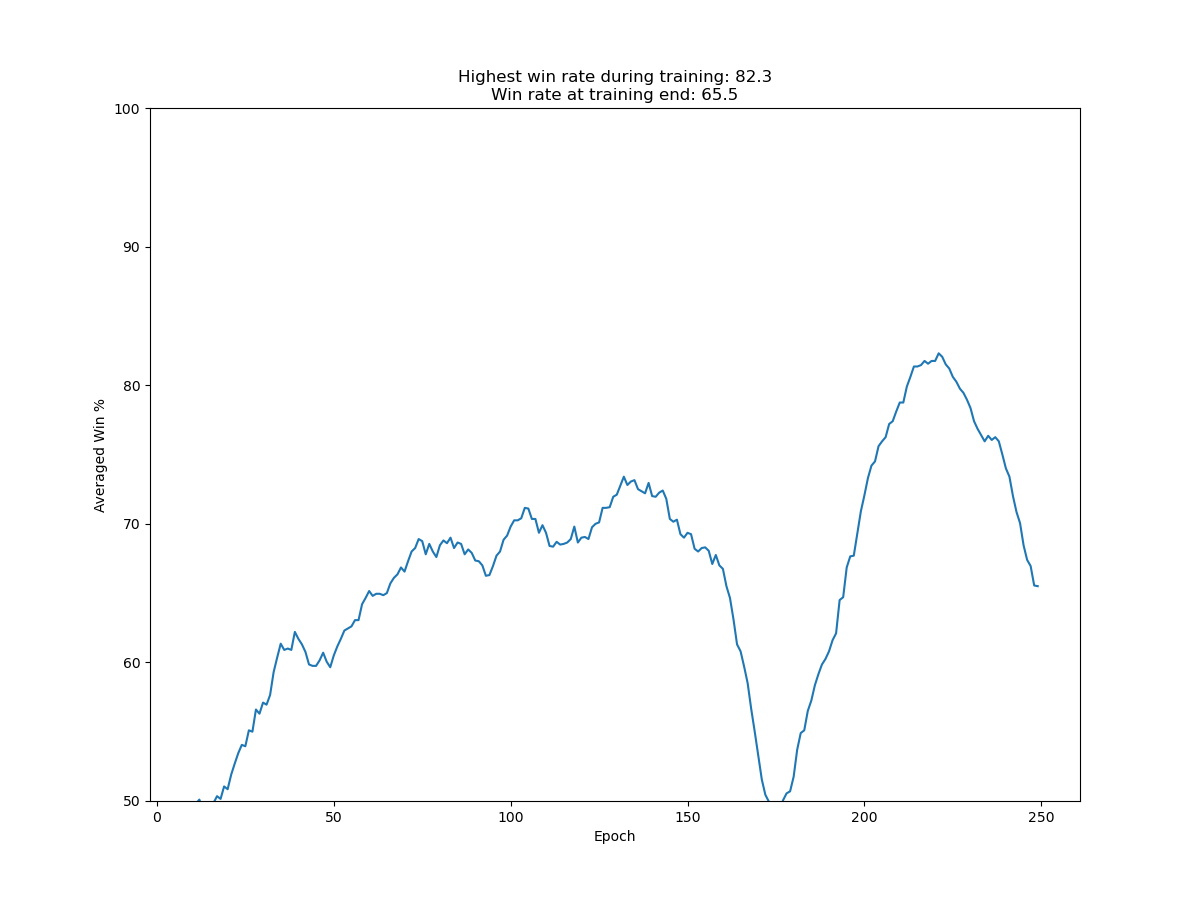 Highest win rate during training: 82.3
Win rate at training end: 65.5
100
90
80
70
60
50
Averaged Win %
0 50 100 150 200 250
Epoch